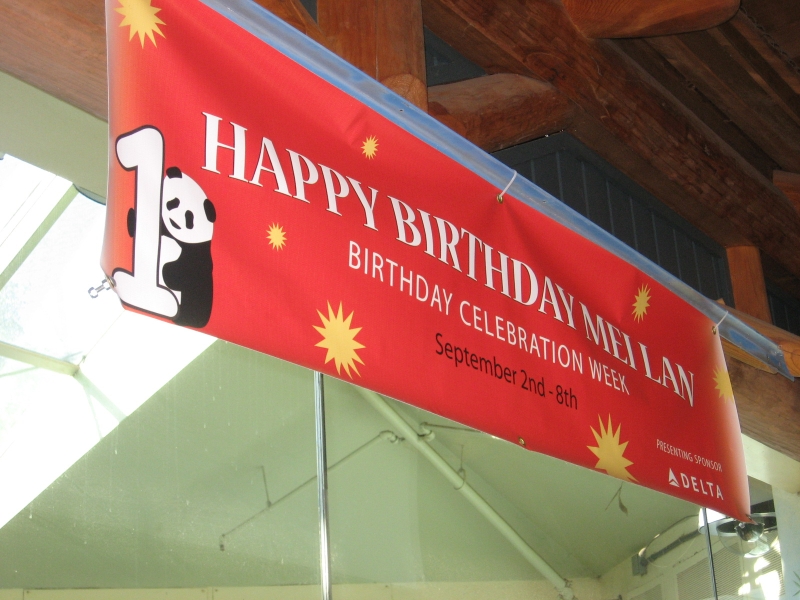 1
HAPPY BIRTHDAY MEI LAN
BIRTHDAY CELEBRATION WEEK
September 2nd - 8th
PRESENTING SPONSOR
DELTA